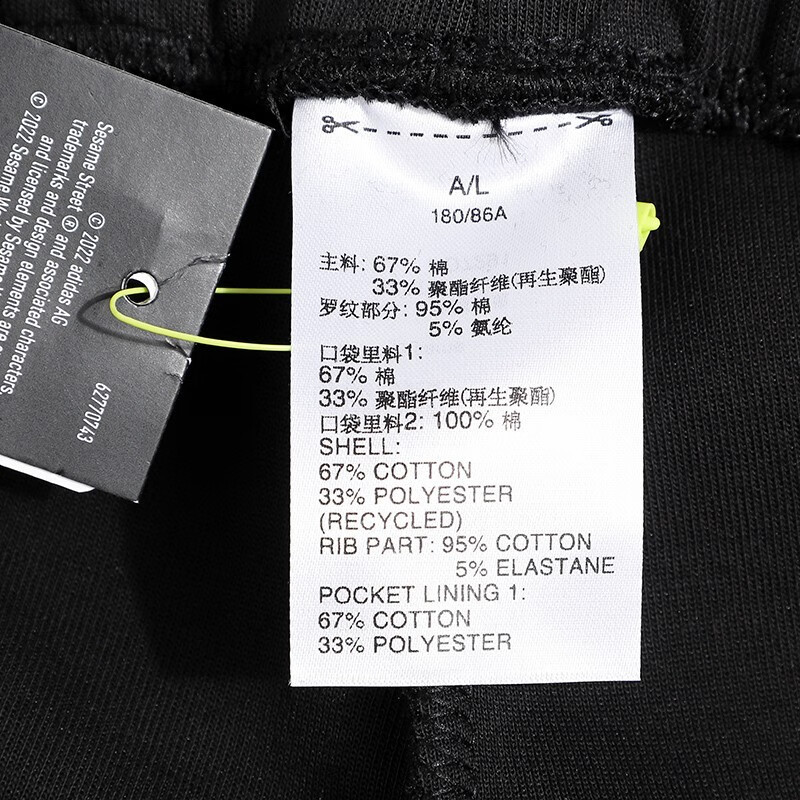 A/L
180/86A
主料: 67% 棉
33% 聚酯纤维(再生聚酯)
罗纹部分: 95% 棉
5% 氨纶
口袋里料1:
67% 棉
33% 聚酯纤维(再生聚酯)
口袋里料2: 100% 棉
SHELL:
67% COTTON
33% POLYESTER
(RECYCLED)
RIB PART: 95% COTTON
5% ELASTANE
POCKET LINING 1:
67% COTTON
33% POLYESTER
© 2022 adidas AG
Sesame Street ® and associated characters,
trademarks and design elements are
and licensed by Sesame
© 2022 Sesame
62770743